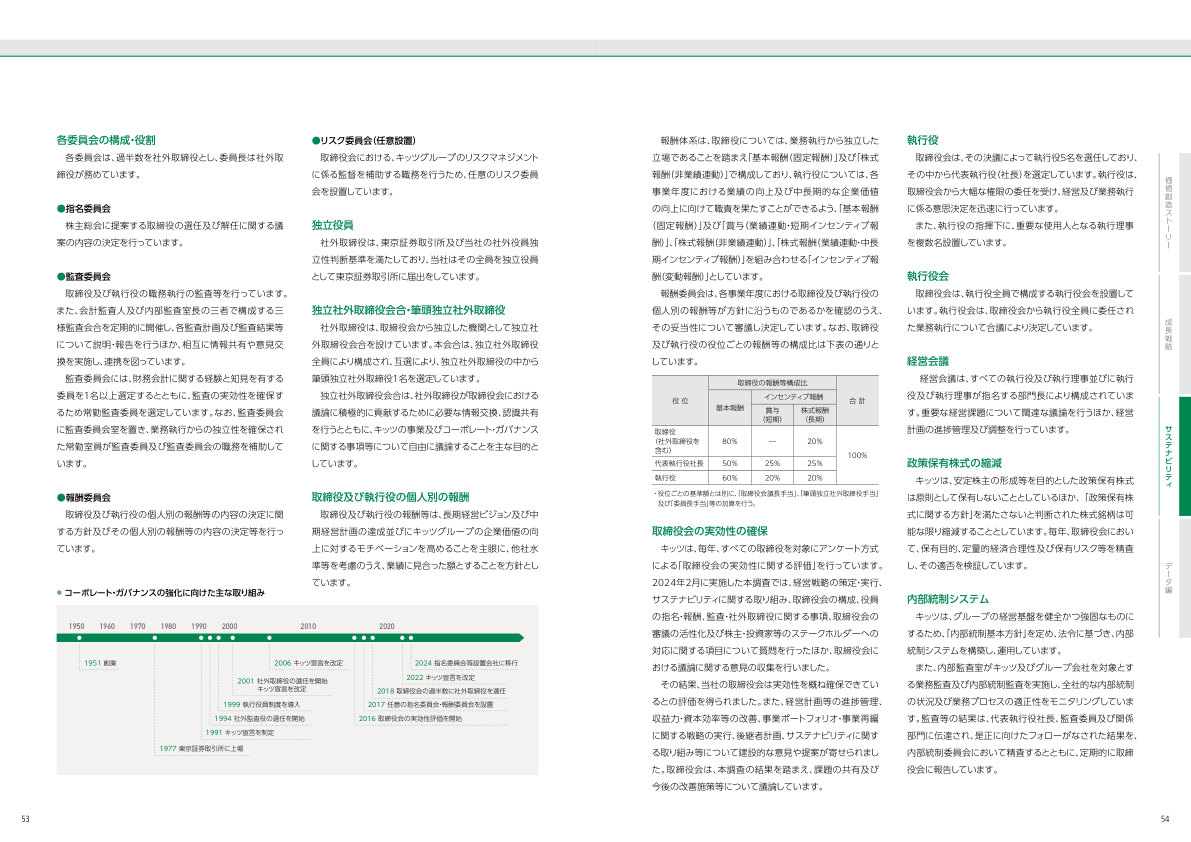 各委員会の構成・役割
各委員会は、過半数を社外取締役とし、委員長は社外取
締役が務めています。
●指名委員会
株主総会に提案する取締役の選任及び解任に関する議
案の内容の決定を行っています。
●監査委員会
取締役及び執行役の職務執行の監査等を行っています。
また、会計監査人及び内部監査室長の三者で構成する三
様監査会合を定期的に開催し、各監査計画及び監査結果等
について説明・報告を行うほか、相互に情報共有や意見交
換を実施し、連携を図っています。
監査委員会には、財務会計に関する経験と知見を有する
委員を1名以上選定するとともに、監査の実効性を確保す
るため常勤監査委員を選定しています。なお、監査委員会
に監査委員会室を置き、業務執行からの独立性を確保され
た常勤室員が監査委員及び監査委員会の職務を補助して
います。
●報酬委員会
取締役及び執行役の個人別の報酬等の内容の決定に関
する方針及びその個人別の報酬等の内容の決定等を行っ
ています。
●リスク委員会(任意設置)
取締役会における、キッツグループのリスクマネジメント
に係る監督を補助する職務を行うため、任意のリスク委員
会を設置しています。
独立役員
社外取締役は、東京証券取引所及び当社の社外役員独
立性判断基準を満たしており、当社はその全員を独立役員
として東京証券取引所に届出をしています。
独立社外取締役会合・筆頭独立社外取締役
社外取締役は、取締役会から独立した機関として独立社
外取締役会合を設けています。本会合は、独立社外取締役
全員により構成され、互選により、独立社外取締役の中から
筆頭独立社外取締役1名を選定しています。
独立社外取締役会合は、社外取締役が取締役会における
議論に積極的に貢献するために必要な情報交換、認識共有
を行うとともに、キッツの事業及びコーポレート・ガバナンス
に関する事項等について自由に議論することを主な目的と
しています。
取締役及び執行役の個人別の報酬
取締役及び執行役の報酬等は、長期経営ビジョン及び中
期経営計画の達成並びにキッツグループの企業価値の向
上に対するモチベーションを高めることを主眼に、他社水
準等を考慮のうえ、業績に見合った額とすることを方針とし
ています。
● コーポレート・ガバナンスの強化に向けた主な取り組み
1950 1960 1970 1980 1990 2000 2010 2020
1951 創業
2006 キッツ宣言を改定
2024 指名委員会等設置会社に移行
2001 社外取締役の選任を開始
キッツ宣言を改定
2022 キッツ宣言を改定
2018 取締役会の過半数に社外取締役を選任
1999 執行役員制度を導入
2017 任意の指名委員会・報酬委員会を設置
1994 社外監査役の選任を開始
2016 取締役会の実効性評価を開始
1991 キッツ宣言を制定
1977 東京証券取引所に上場
53
報酬体系は、取締役については、業務執行から独立した
立場であることを踏まえ「基本報酬(固定報酬)」及び「株式
報酬(非業績連動)」で構成しており、執行役については、各
事業年度における業績の向上及び中長期的な企業価値
の向上に向けて職責を果たすことができるよう、「基本報酬
(固定報酬)」及び「賞与(業績連動・短期インセンティブ報
酬)」、「株式報酬(非業績連動)」、「株式報酬(業績連動・中長
期インセンティブ報酬)」を組み合わせる「インセンティブ報
酬(変動報酬)」としています。
報酬委員会は、各事業年度における取締役及び執行役の
個人別の報酬等が方針に沿うものであるかを確認のうえ、
その妥当性について審議し決定しています。なお、取締役
及び執行役の役位ごとの報酬等の構成比は下表の通りと
しています。
役 位 取締役の報酬等構成比 合 計
基本報酬 インセンティブ報酬
賞与(短期) 株式報酬(長期)
取締役(社外取締役を含む) 80% ― 20% 100%
代表執行役社長 50% 25% 25%
執行役 60% 20% 20%
・役位ごとの基準額とは別に、「取締役会議長手当」、「筆頭独立社外取締役手当」
及び「委員長手当」等の加算を行う。
取締役会の実効性の確保
キッツは、毎年、すべての取締役を対象にアンケート方式
による「取締役会の実効性に関する評価」を行っています。
2024年2月に実施した本調査では、経営戦略の策定・実行、
サステナビリティに関する取り組み、取締役会の構成、役員
の指名・報酬、監査・社外取締役に関する事項、取締役会の
審議の活性化及び株主・投資家等のステークホルダーへの
対応に関する項目について質問を行ったほか、取締役会に
おける議論に関する意見の収集を行いました。
その結果、当社の取締役会は実効性を概ね確保できてい
るとの評価を得られました。また、経営計画等の進捗管理、
収益力・資本効率等の改善、事業ポートフォリオ・事業再編
に関する戦略の実行、後継者計画、サステナビリティに関す
る取り組み等について建設的な意見や提案が寄せられまし
た。取締役会は、本調査の結果を踏まえ、課題の共有及び
今後の改善施策等について議論しています。
執行役
取締役会は、その決議によって執行役5名を選任しており、
その中から代表執行役(社長)を選定しています。執行役は、
取締役会から大幅な権限の委任を受け、経営及び業務執行
に係る意思決定を迅速に行っています。
また、執行役の指揮下に、重要な使用人となる執行理事
を複数名設置しています。
執行役会
取締役会は、執行役全員で構成する執行役会を設置して
います。執行役会は、取締役会から執行役全員に委任され
た業務執行について合議により決定しています。
経営会議
経営会議は、すべての執行役及び執行理事並びに執行
役及び執行理事が指名する部門長により構成されていま
す。重要な経営課題について闊達な議論を行うほか、経営
計画の進捗管理及び調整を行っています。
政策保有株式の縮減
キッツは、安定株主の形成等を目的とした政策保有株式
は原則として保有しないこととしているほか、「政策保有株
式に関する方針」を満たさないと判断された株式銘柄は可
能な限り縮減することとしています。毎年、取締役会におい
て、保有目的、定量的経済合理性及び保有リスク等を精査
し、その適否を検証しています。
内部統制システム
キッツは、グループの経営基盤を健全かつ強固なものに
するため、「内部統制基本方針」を定め、法令に基づき、内部
統制システムを構築し、運用しています。
また、内部監査室がキッツ及びグループ会社を対象とす
る業務監査及び内部統制監査を実施し、全社的な内部統制
の状況及び業務プロセスの適正性をモニタリングしていま
す。監査等の結果は、代表執行役社長、監査委員及び関係
部門に伝達され、是正に向けたフォローがなされた結果を、
内部統制委員会において精査するとともに、定期的に取締
役会に報告しています。
価値創造ストーリー
成長戦略
サステナビリティ
データ編
54